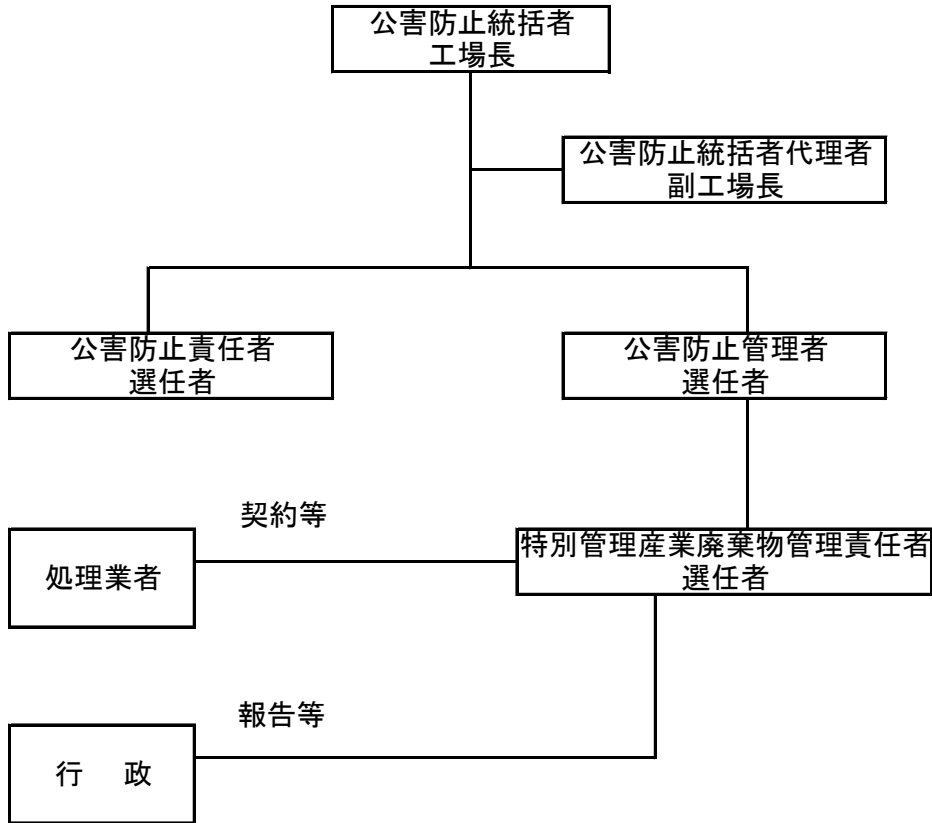 公害防止統括者
工場長
公害防止統括者代理者
副工場長
公害防止責任者
選任者
公害防止管理者
選任者
契約等
特別管理産業廃棄物管理責任者
選任者
処理業者
報告等
行 政